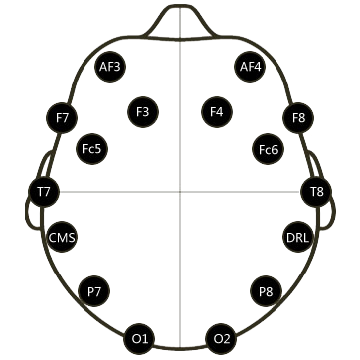 AF3 AF4
F3 F4
F7 F8
Fc5 Fc6
T7 T8
CMS DRL
P7 P8
O1 O2